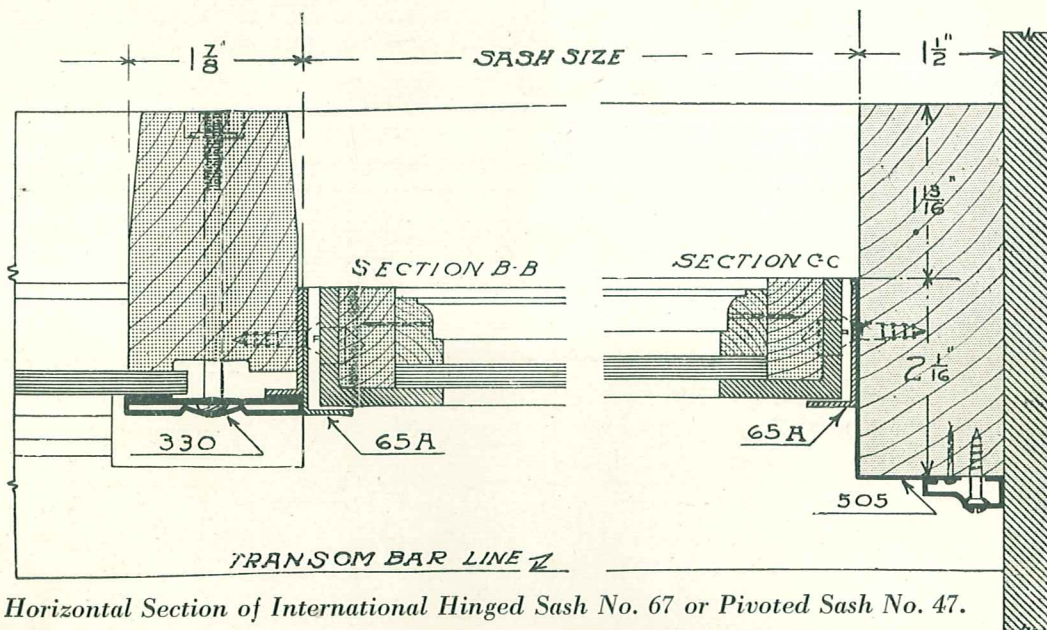 1 7/8" SASH SIZE 1 1/2"
1 13/16"
SECTION B-B SECTION C-C
2 1/16"
330 65A 65A
505
TRANSOM BAR LINE
Horizontal Section of International Hinged Sash No. 67 or Pivoted Sash No. 47.